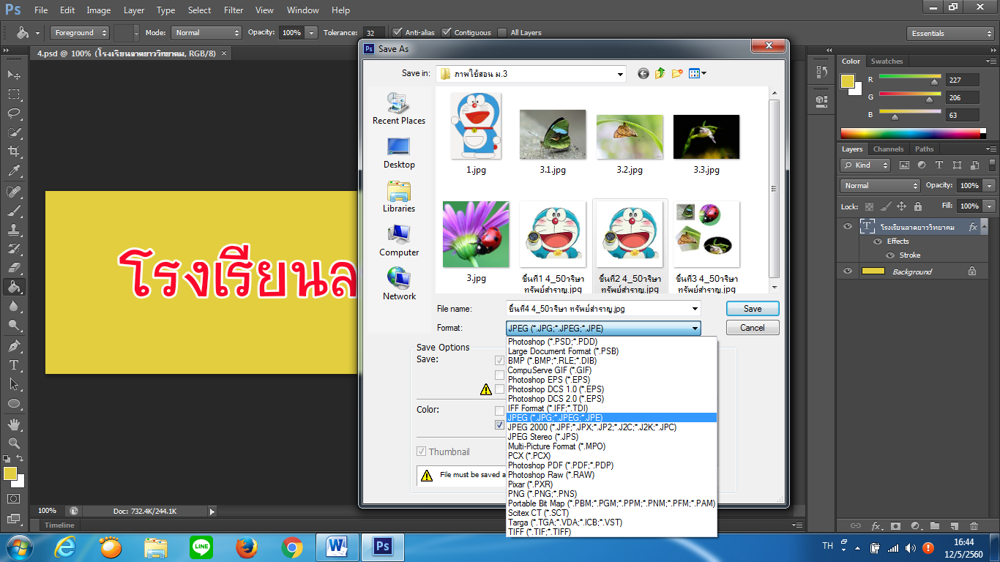 Ps File Edit Image Layer Type Select Filter View Window Help
Foreground Mode: Normal Opacity: 100% Tolerance: 32 Anti-alias Contiguous All Layers Essentials
4.psd @ 100% (โรงเรียนลาดยาววิทยาคม, RGB/8) ×
โรงเรียนล
Ps Save As
Save in: ภาพใช้สอน ม.3
Recent Places
Desktop
Libraries
Computer
Network
1.jpg 3.1.jpg 3.2.jpg 3.3.jpg
3.jpg ชิ้นที่1 4_50วริษา ชิ้นที่2 4_50วริษา ชิ้นที่3 4_50วริษา
ทรัพย์สำราญ.jpg ทรัพย์สำราญ.jpg ทรัพย์สำราญ.jpg
File name: ชิ้นที่4 4_50วริษา ทรัพย์สำราญ.jpg Save
Format: JPEG (*.JPG;*.JPEG;*.JPE) Cancel
Save Options
Save:
Color:
Thumbnail
File must be saved a
Photoshop (*.PSD;*.PDD)
Large Document Format (*.PSB)
BMP (*.BMP;*.RLE;*.DIB)
CompuServe GIF (*.GIF)
Photoshop EPS (*.EPS)
Photoshop DCS 1.0 (*.EPS)
Photoshop DCS 2.0 (*.EPS)
IFF Format (*.IFF;*.TDI)
JPEG (*.JPG;*.JPEG;*.JPE)
JPEG 2000 (*.JPF;*.JPX;*.JP2;*.J2C;*.J2K;*.JPC)
JPEG Stereo (*.JPS)
Multi-Picture Format (*.MPO)
PCX (*.PCX)
Photoshop PDF (*.PDF;*.PDP)
Photoshop Raw (*.RAW)
Pixar (*.PXR)
PNG (*.PNG;*.PNS)
Portable Bit Map (*.PBM;*.PGM;*.PPM;*.PNM;*.PFM;*.PAM)
Scitex CT (*.SCT)
Targa (*.TGA;*.VDA;*.ICB;*.VST)
TIFF (*.TIF;*.TIFF)
Color Swatches
R 227
G 206
B 63
Layers Channels Paths
Kind
Normal Opacity: 100%
Lock: Fill: 100%
T โรงเรียนลาดยาววิทยาคม fx
Effects
Stroke
Background
100% Doc: 732.4K/244.1K
Timeline
fx
LINE W Ps
TH 16:44
12/5/2560